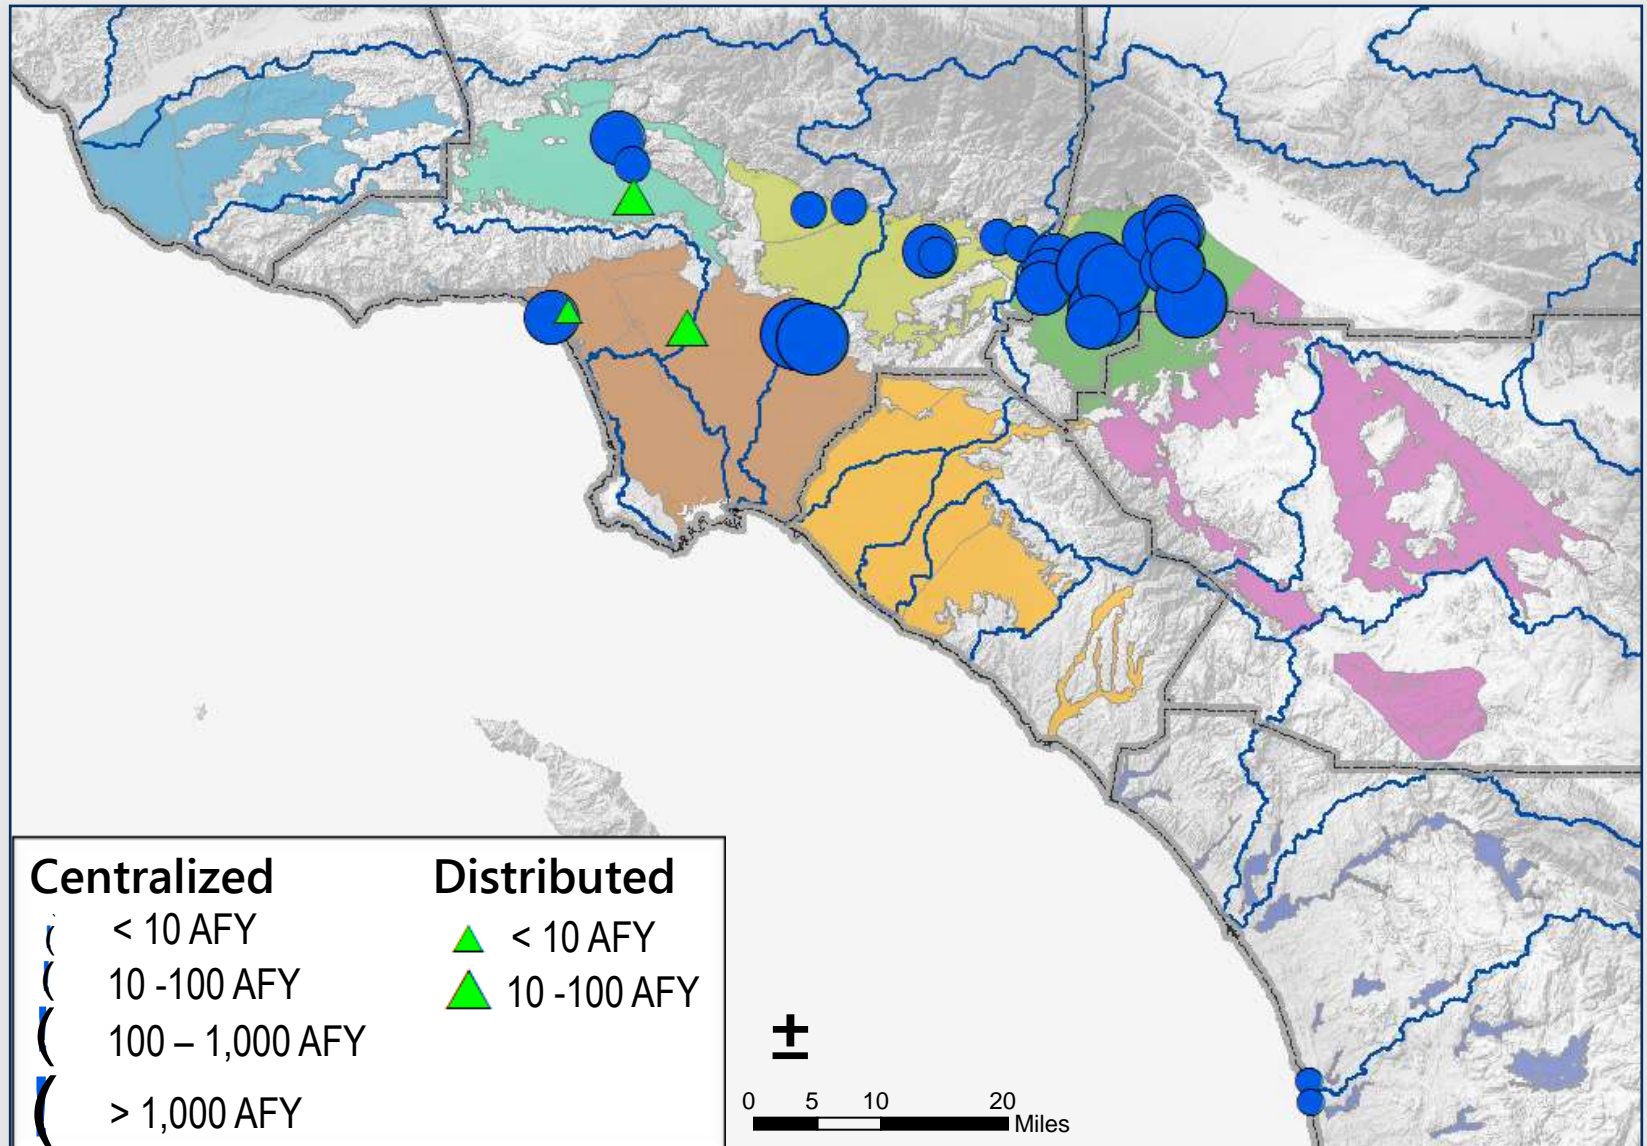 Centralized
( < 10 AFY
( 10 -100 AFY
( 100 – 1,000 AFY
( > 1,000 AFY
Distributed
< 10 AFY
10 -100 AFY
±
0 5 10 20
Miles